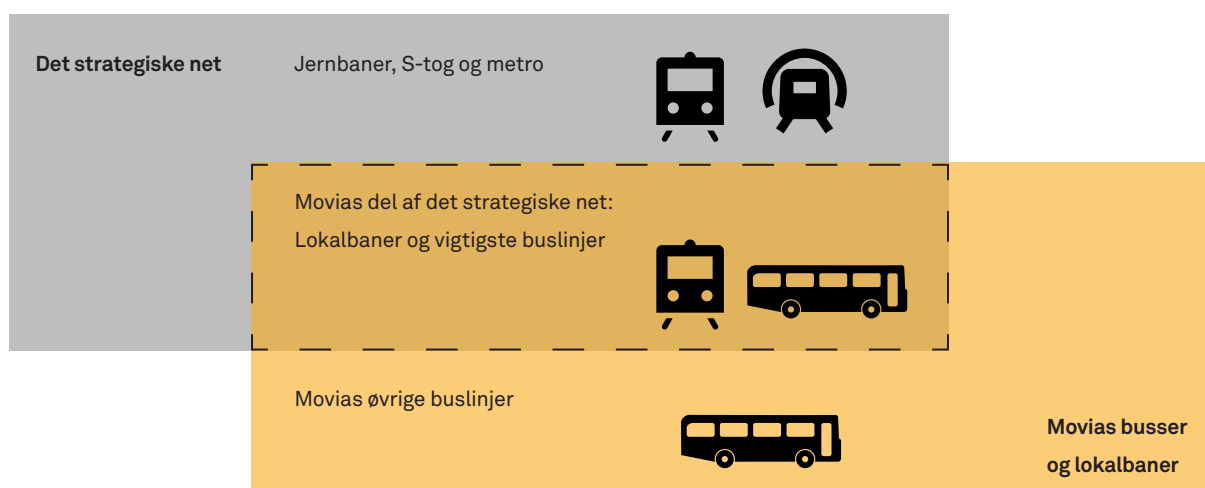 Det strategiske net
Jernbaner, S-tog og metro
Movias del af det strategiske net:
Lokalbaner og vigtigste buslinjer
Movias øvrige buslinjer
Movias busser
og lokalbaner